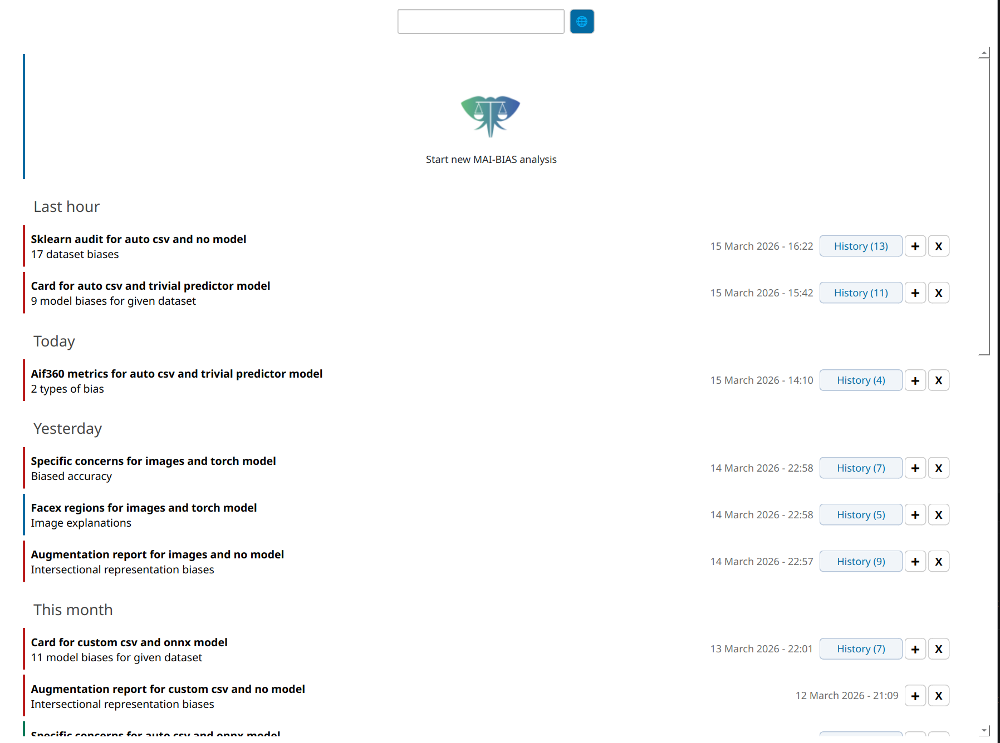 Start new MAI-BIAS analysis
Last hour
Sklearn audit for auto csv and no model
17 dataset biases
15 March 2026 - 16:22 History (13) + X
Card for auto csv and trivial predictor model
9 model biases for given dataset
15 March 2026 - 15:42 History (11) + X
Today
Aif360 metrics for auto csv and trivial predictor model
2 types of bias
15 March 2026 - 14:10 History (4) + X
Yesterday
Specific concerns for images and torch model
Biased accuracy
14 March 2026 - 22:58 History (7) + X
Facex regions for images and torch model
Image explanations
14 March 2026 - 22:58 History (5) + X
Augmentation report for images and no model
Intersectional representation biases
14 March 2026 - 22:57 History (9) + X
This month
Card for custom csv and onnx model
11 model biases for given dataset
13 March 2026 - 22:01 History (7) + X
Augmentation report for custom csv and no model
Intersectional representation biases
12 March 2026 - 21:09 + X
Specific concerns for auto csv and onnx model